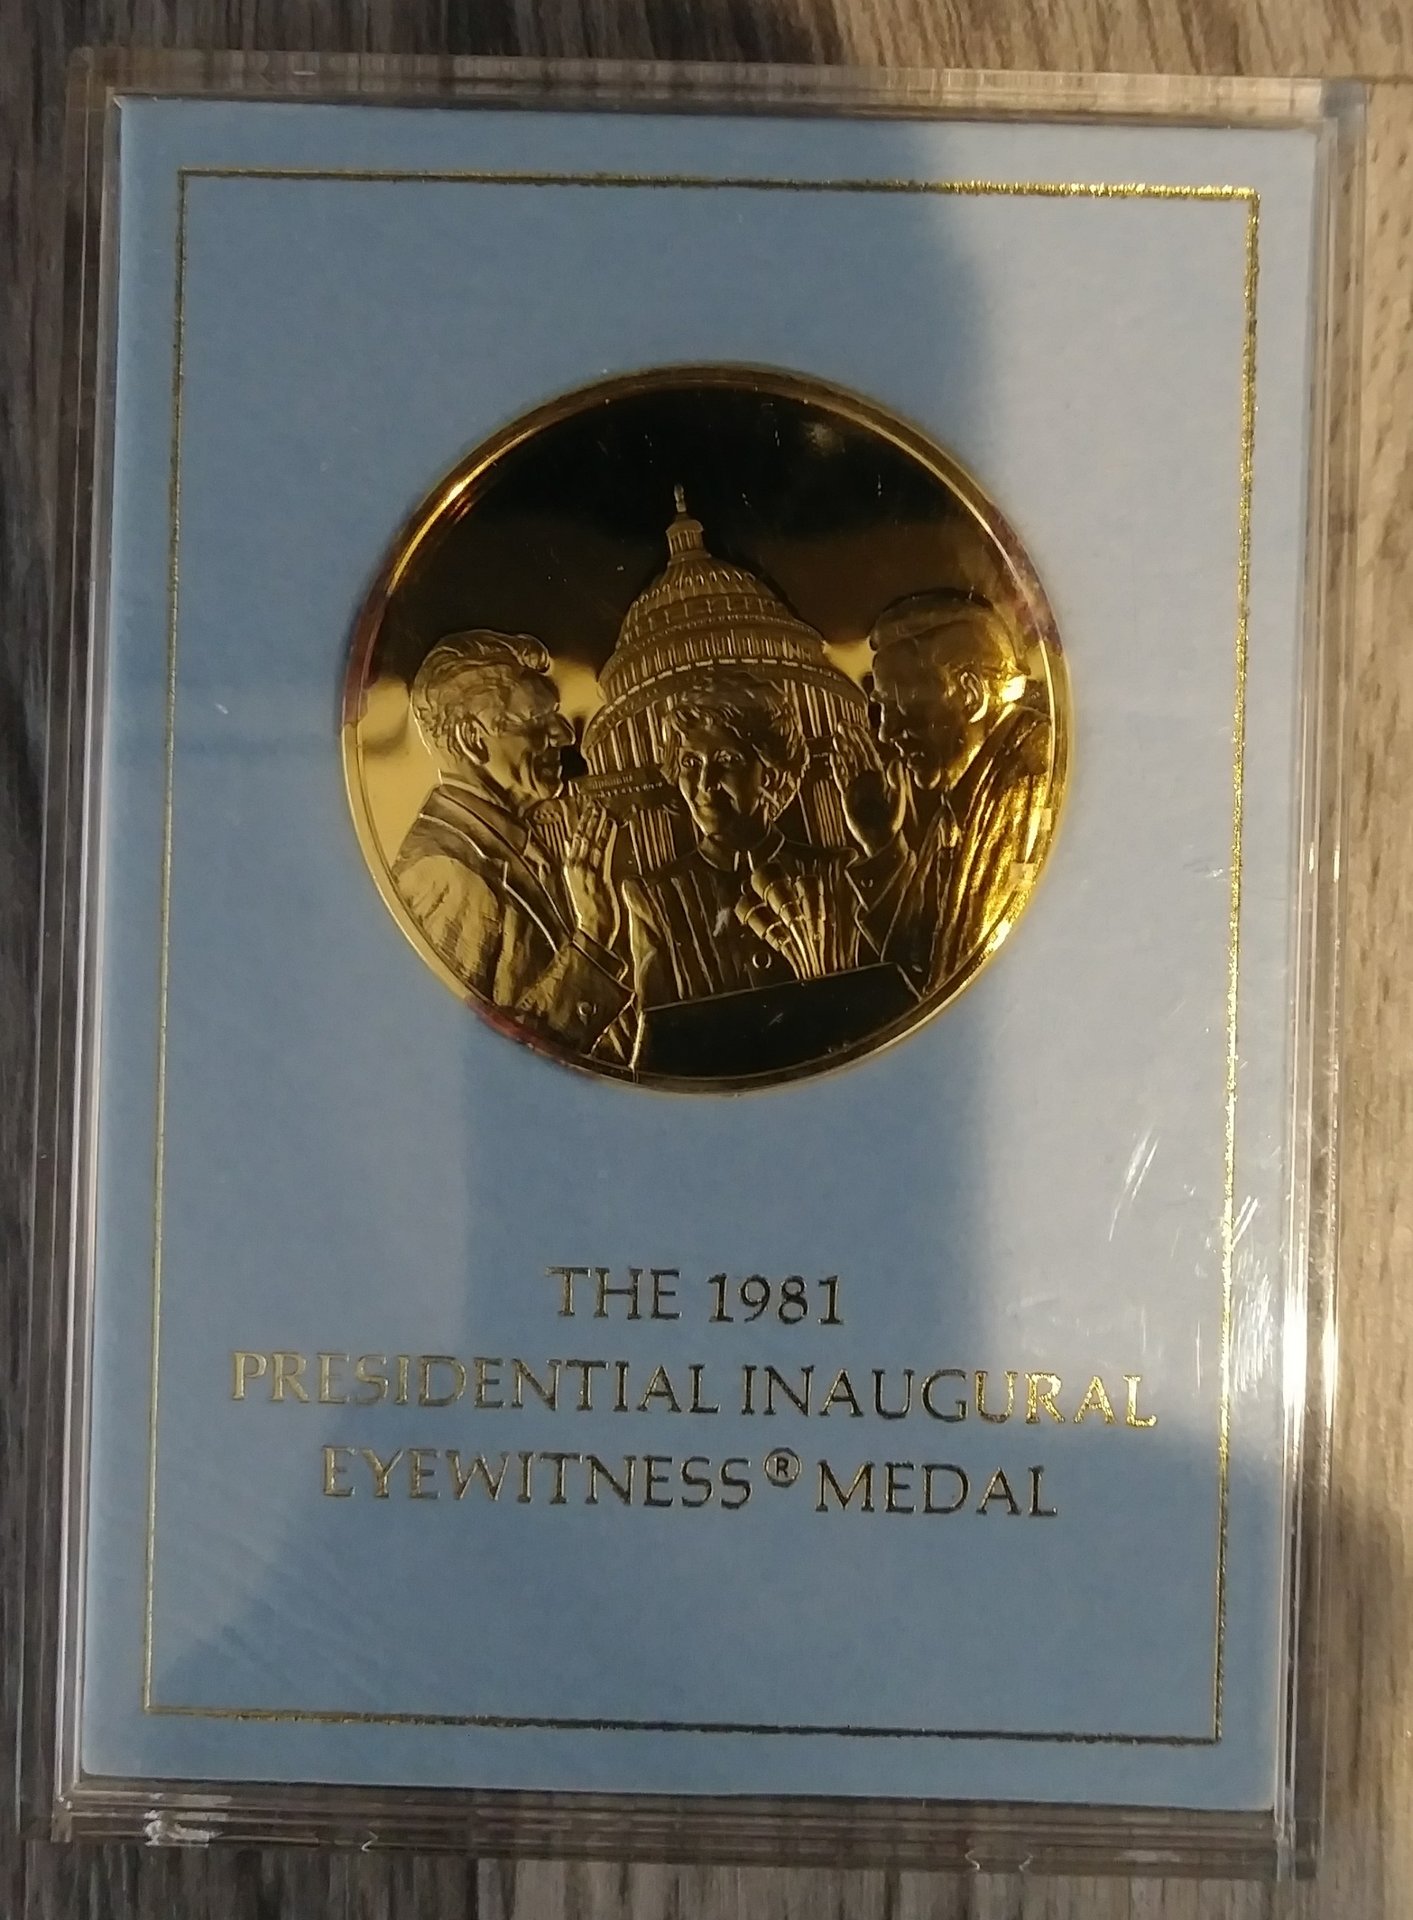 THE 1981
PRESIDENTIAL INAUGURAL
EYEWITNESS® MEDAL